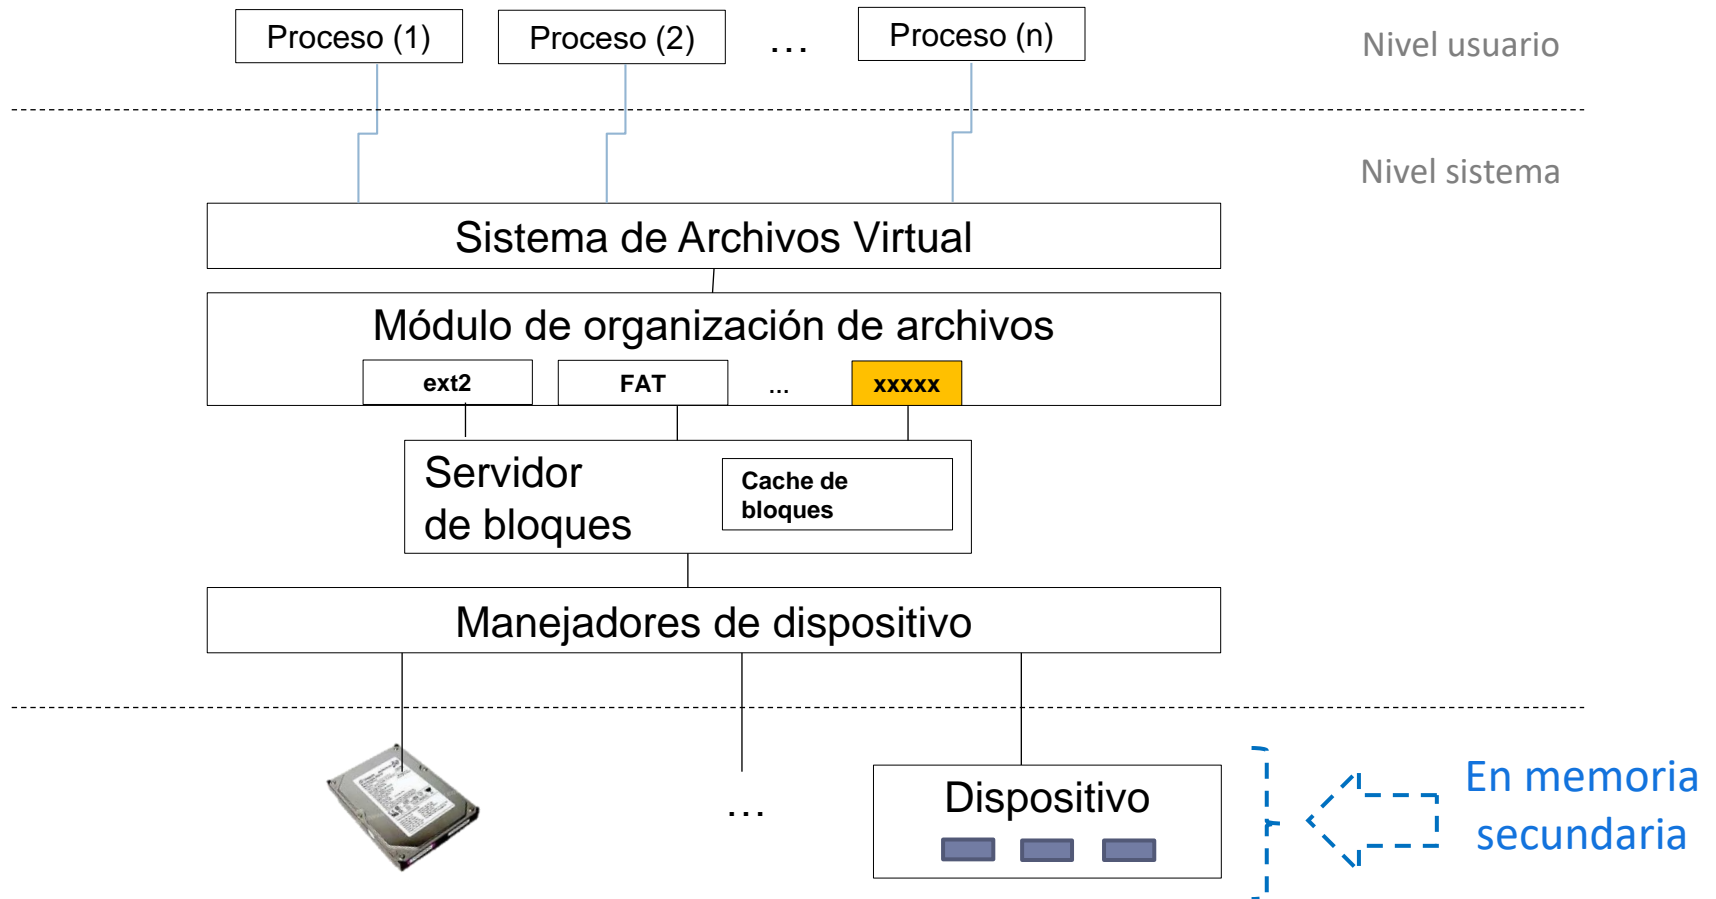 Proceso (1)
Proceso (2)
...
Proceso (n)
Nivel usuario
Nivel sistema
Sistema de Archivos Virtual
Módulo de organización de archivos
ext2
FAT
...
xxxxx
Servidor
de bloques
Cache de
bloques
Manejadores de dispositivo
...
Dispositivo
En memoria
secundaria